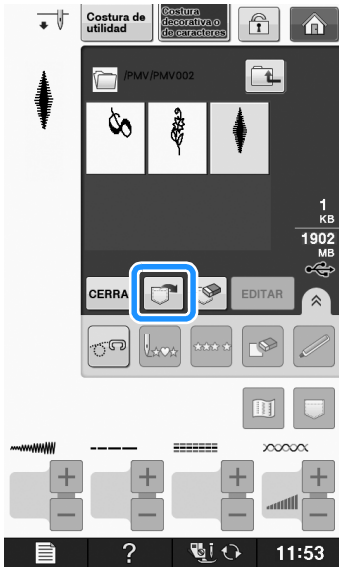 Costura de
utilidad
Costura
decorativa o
de caracteres
/PMV/PMV002
1
KB
1902
MB
CERRA
EDITAR
?
11:53